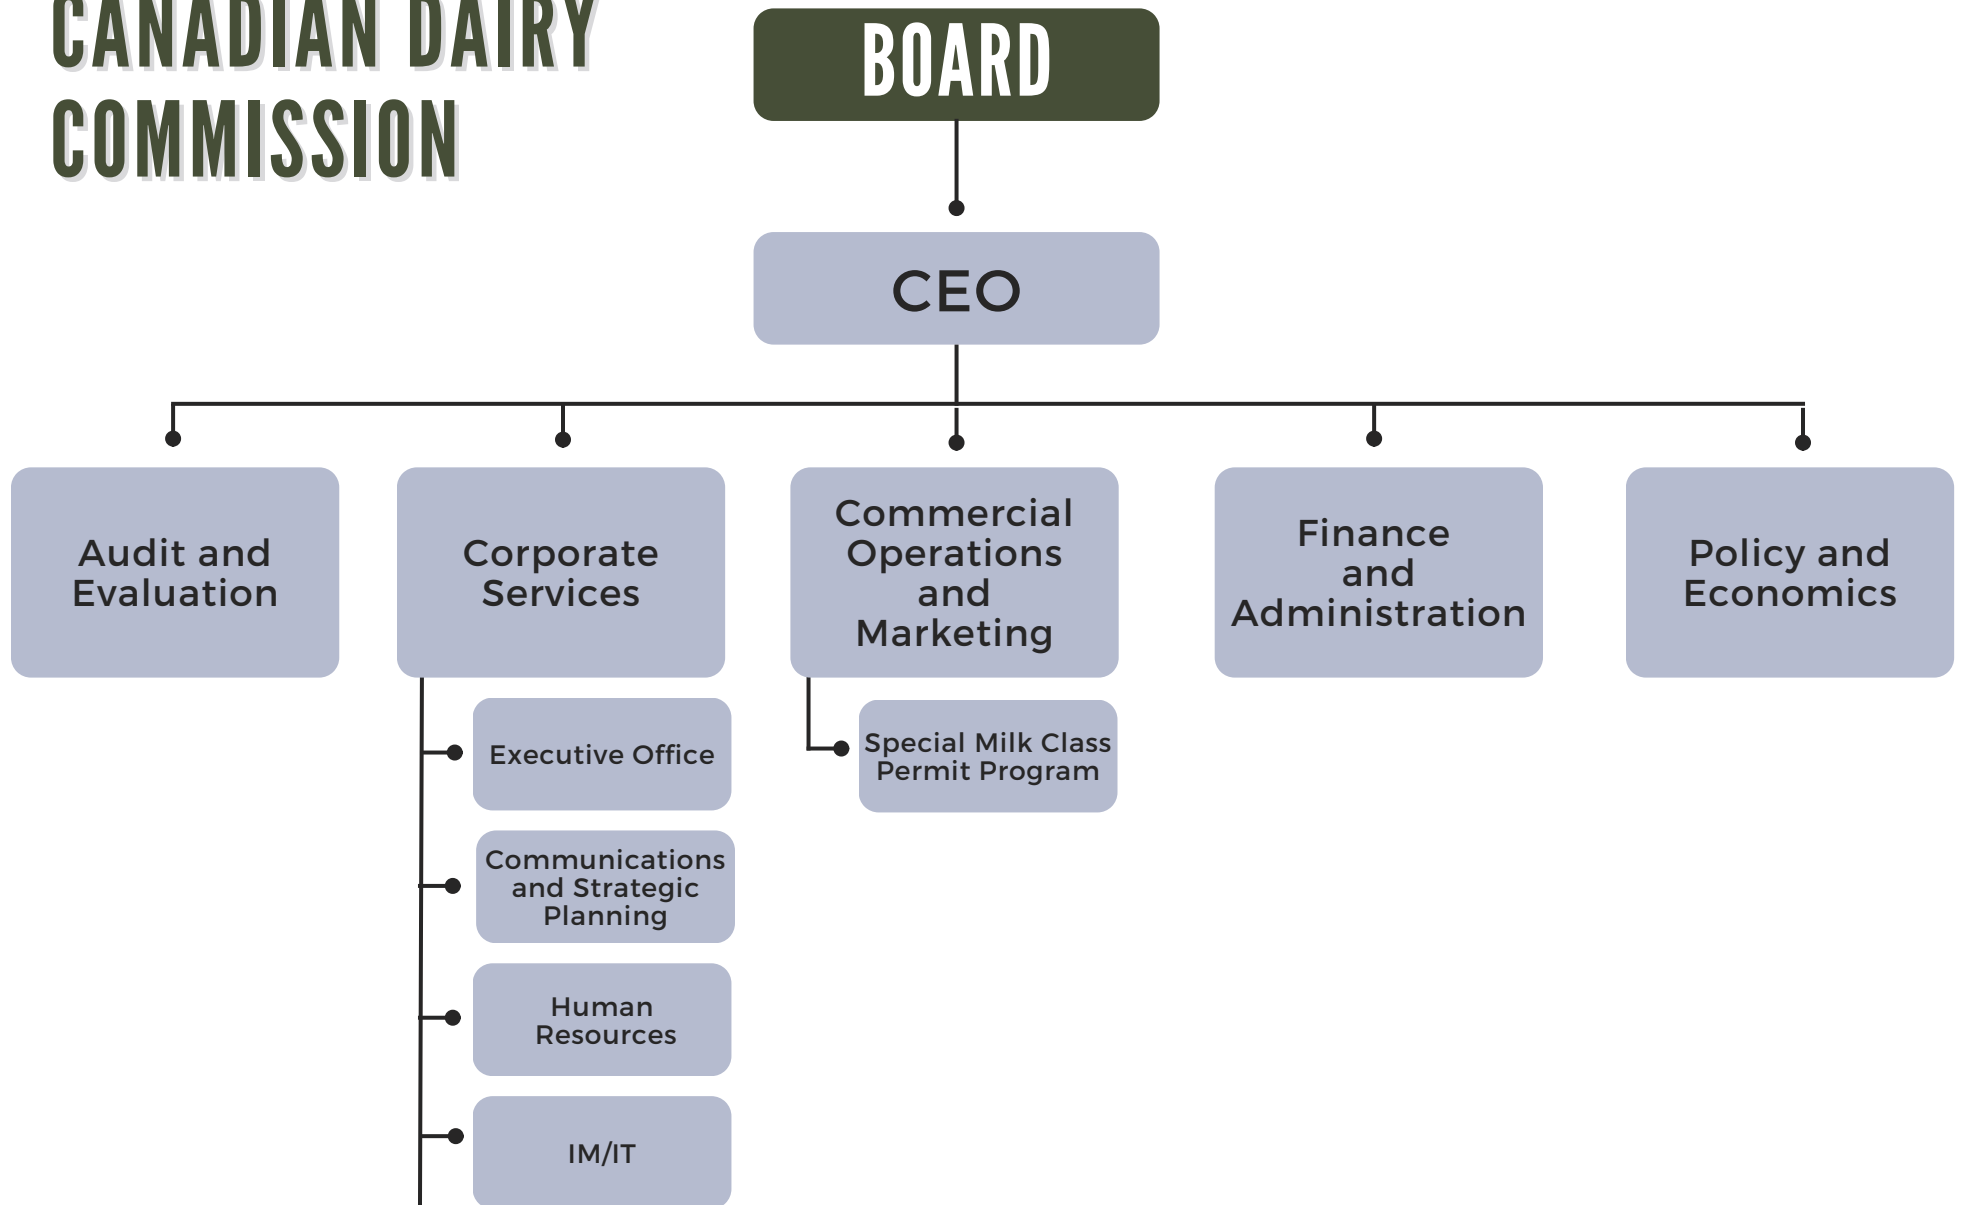 CANADIAN DAIRY
COMMISSION
BOARD
CEO
Audit and
Evaluation
Corporate
Services
Commercial
Operations
and
Marketing
Finance
and
Administration
Policy and
Economics
Executive Office
Communications
and Strategic
Planning
Human
Resources
IM/IT
Special Milk Class
Permit Program